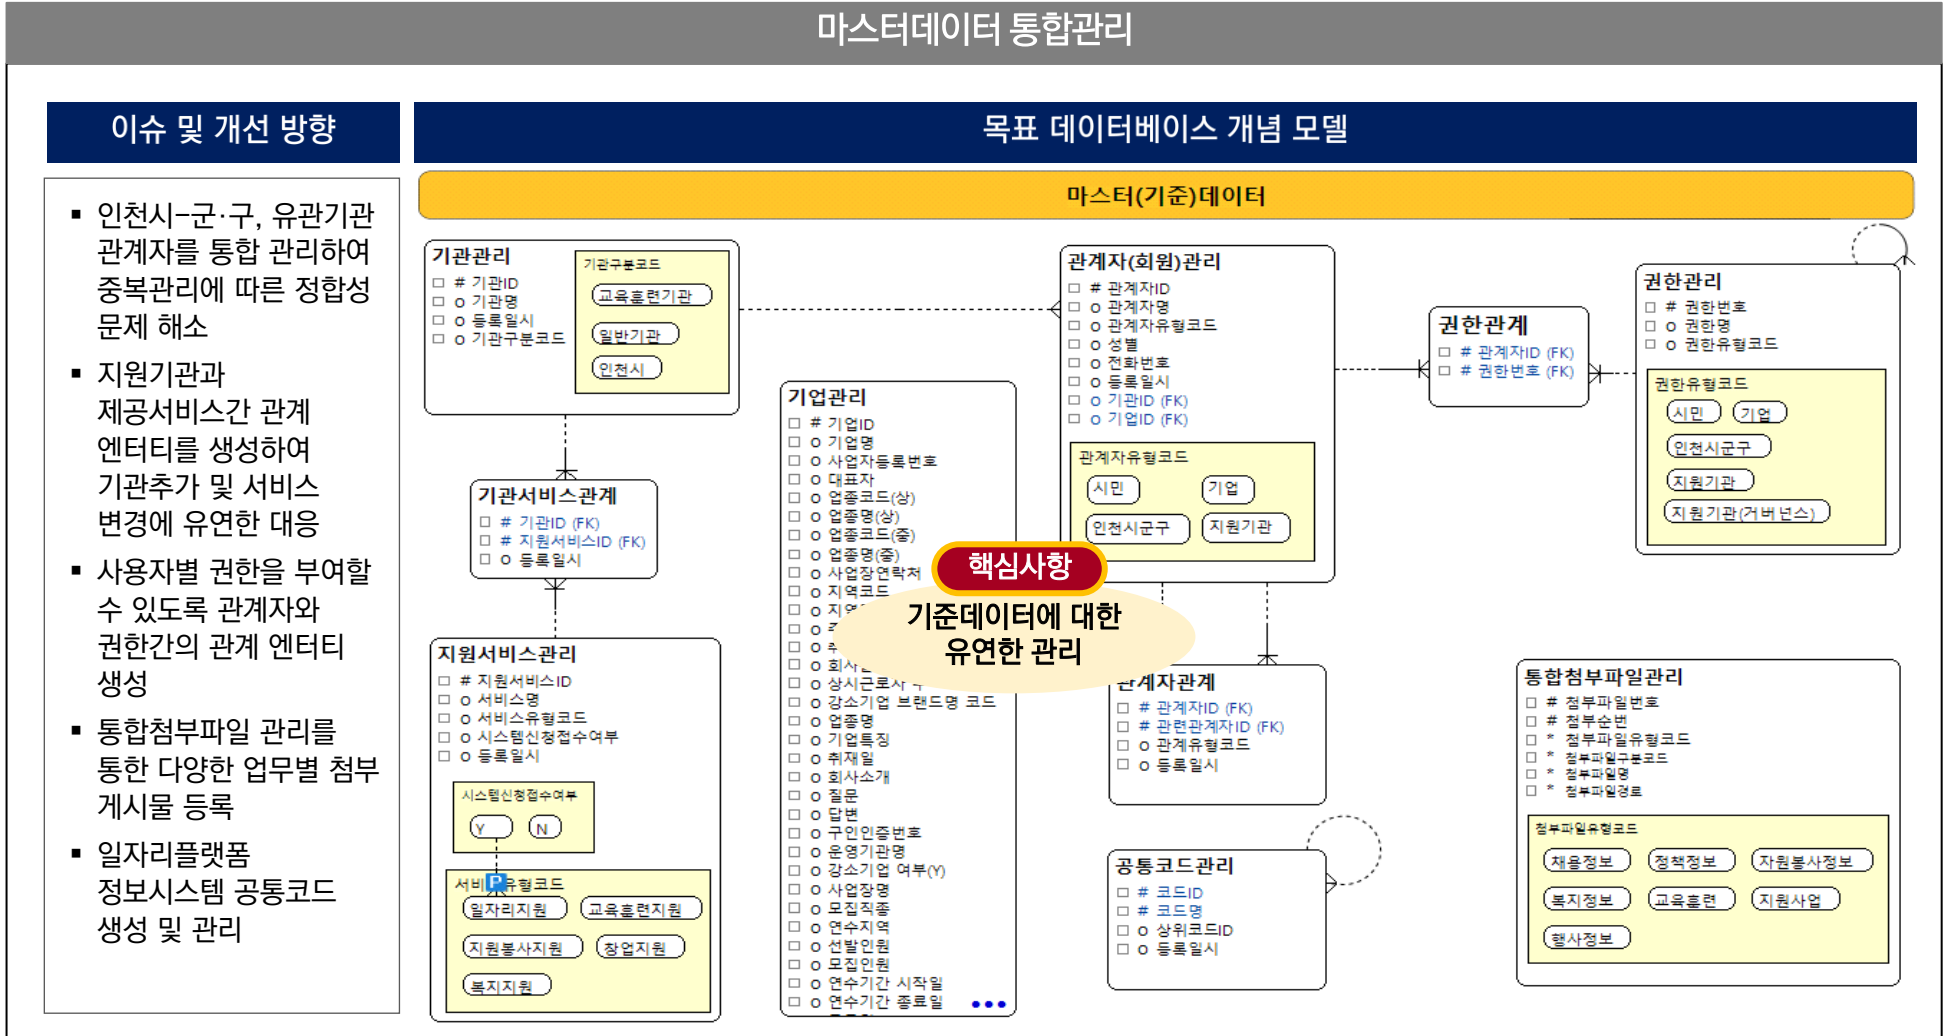 마스터데이터 통합관리
이슈 및 개선 방향
▪ 인천시-군·구, 유관기관
관계자를 통합 관리하여
중복관리에 따른 정합성
문제 해소
▪ 지원기관과
제공서비스간 관계
엔터티를 생성하여
기관추가 및 서비스
변경에 유연한 대응
▪ 사용자별 권한을 부여할
수 있도록 관계자와
권한간의 관계 엔터티
생성
▪ 통합첨부파일 관리를
통한 다양한 업무별 첨부
게시물 등록
▪ 일자리플랫폼
정보시스템 공통코드
생성 및 관리
목표 데이터베이스 개념 모델
마스터(기준)데이터
기관관리
# 기관ID
o 기관명
o 등록일시
o 기관구분코드
기관구분코드
교육훈련기관
일반기관
인천시
기관서비스관계
# 기관ID (FK)
# 지원서비스ID (FK)
o 등록일시
지원서비스관리
# 지원서비스ID
o 서비스명
o 서비스유형코드
o 시스템신청접수여부
o 등록일시
시스템신청접수여부
Y N
P
서비 유형코드
일자리지원 교육훈련지원
지원봉사지원 창업지원
복지지원
기업관리
# 기업ID
o 기업명
o 사업자등록번호
o 대표자
o 업종코드(상)
o 업종명(상)
o 업종코드(중)
o 업종명(중)
o 사업장연락처
o 지역코드
o
o
o
o 회사
o 상시근로자
o 강소기업 브랜드명 코드
o 업종명
o 기업특징
o 취재일
o 회사소개
o 질문
o 답변
o 구인인증번호
o 운영기관명
o 강소기업 여부(Y)
o 사업장명
o 모집직종
o 연수지역
o 선발인원
o 모집인원
o 연수기간 시작일
o 연수기간 종료일
관계자(회원)관리
# 관계자ID
o 관계자명
o 관계자유형코드
o 성별
o 전화번호
o 등록일시
o 기관ID (FK)
o 기업ID (FK)
관계자유형코드
시민 기업
인천시군구 지원기관
핵심사항
기준데이터에 대한
유연한 관리
관계자관계
# 관계자ID (FK)
# 관련관계자ID (FK)
o 관계유형코드
o 등록일시
공통코드관리
# 코드ID
# 코드명
o 상위코드ID
o 등록일시
권한관계
# 관계자ID (FK)
# 권한번호 (FK)
권한관리
# 권한번호
o 권한명
o 권한유형코드
권한유형코드
시민 기업
인천시군구
지원기관
지원기관(거버넌스)
통합첨부파일관리
# 첨부파일번호
# 첨부순번
* 첨부파일유형코드
* 첨부파일구분코드
* 첨부파일명
* 첨부파일경로
첨부파일유형코드
채용정보 정책정보 자원봉사정보
복지정보 교육훈련 지원사업
행사정보